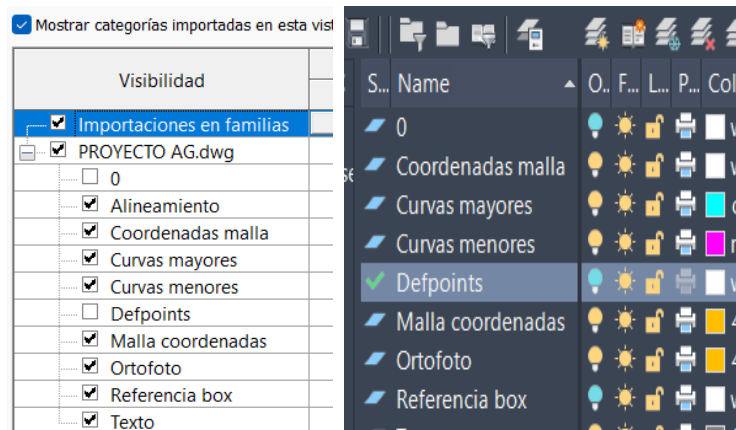 Mostrar categorías importadas en esta vist
Visibilidad
Importaciones en familias
PROYECTO AG.dwg
0
Alineamiento
Coordenadas malla
Curvas mayores
Curvas menores
Defpoints
Malla coordenadas
Ortofoto
Referencia box
Texto
S... Name O.. F... L... P... Col
0
Coordenadas malla
Curvas mayores
Curvas menores
Defpoints
Malla coordenadas
Ortofoto
Referencia box